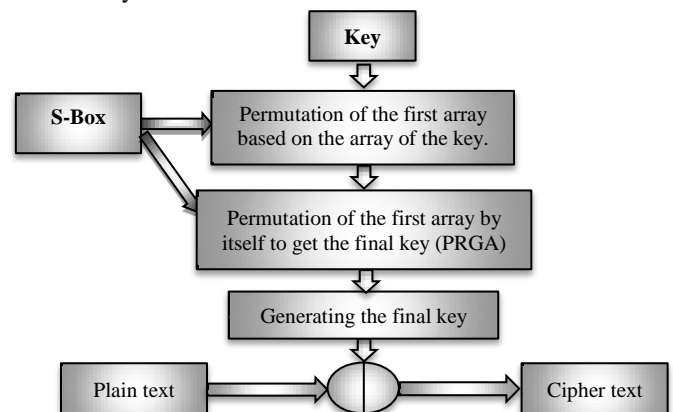 Key
S-Box
Permutation of the first array
based on the array of the key.
Permutation of the first array by
itself to get the final key (PRGA)
Generating the final key
Plain text
Cipher text